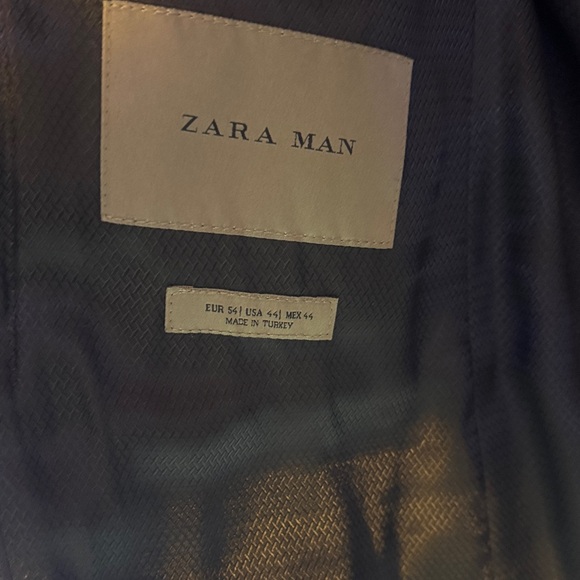 ZARA MAN
EUR 54| USA 44| MEX 44
MADE IN TURKEY